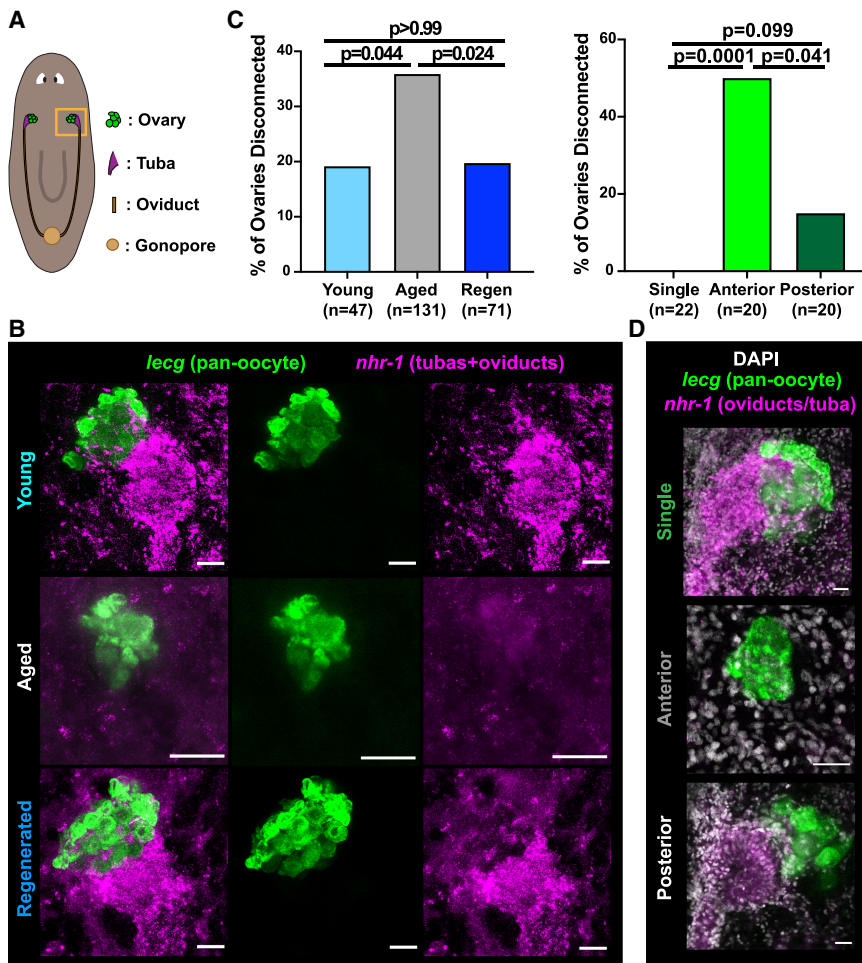 A
: Ovary
: Tuba
: Oviduct
: Gonopore
C
% of Ovaries Disconnected
40
30
20
10
0
p>0.99
p=0.044
p=0.024
Young
(n=47)
Aged
(n=131)
Regen
(n=71)
% of Ovaries Disconnected
60
40
20
0
p=0.099
p=0.0001
p=0.041
Single
(n=22)
Anterior
(n=20)
Posterior
(n=20)
B
lecg (pan-oocyte)
nhr-1 (tubas+oviducts)
Young
Aged
Regenerated
D
DAPI
lecg (pan-oocyte)
nhr-1 (oviducts/tuba)
Single
Anterior
Posterior